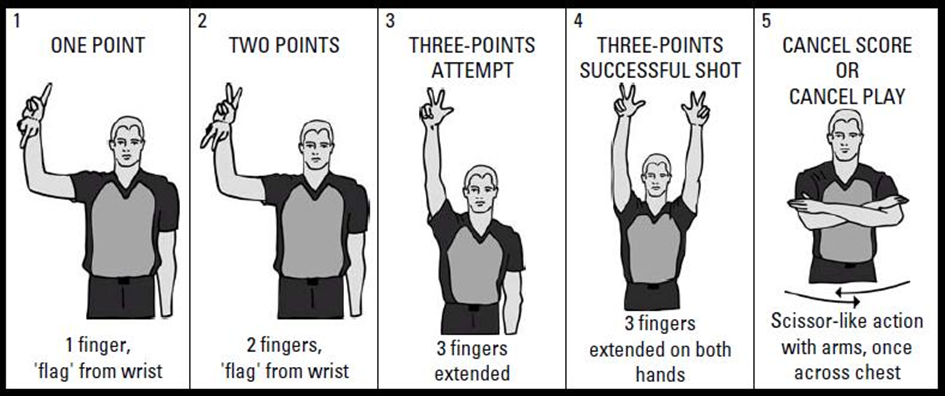 1
ONE POINT
1 finger,
'flag' from wrist
2
TWO POINTS
2 fingers,
'flag' from wrist
3
THREE-POINTS
ATTEMPT
3 fingers
extended
4
THREE-POINTS
SUCCESSFUL SHOT
3 fingers
extended on both
hands
5
CANCEL SCORE
OR
CANCEL PLAY
Scissor-like action
with arms, once
across chest